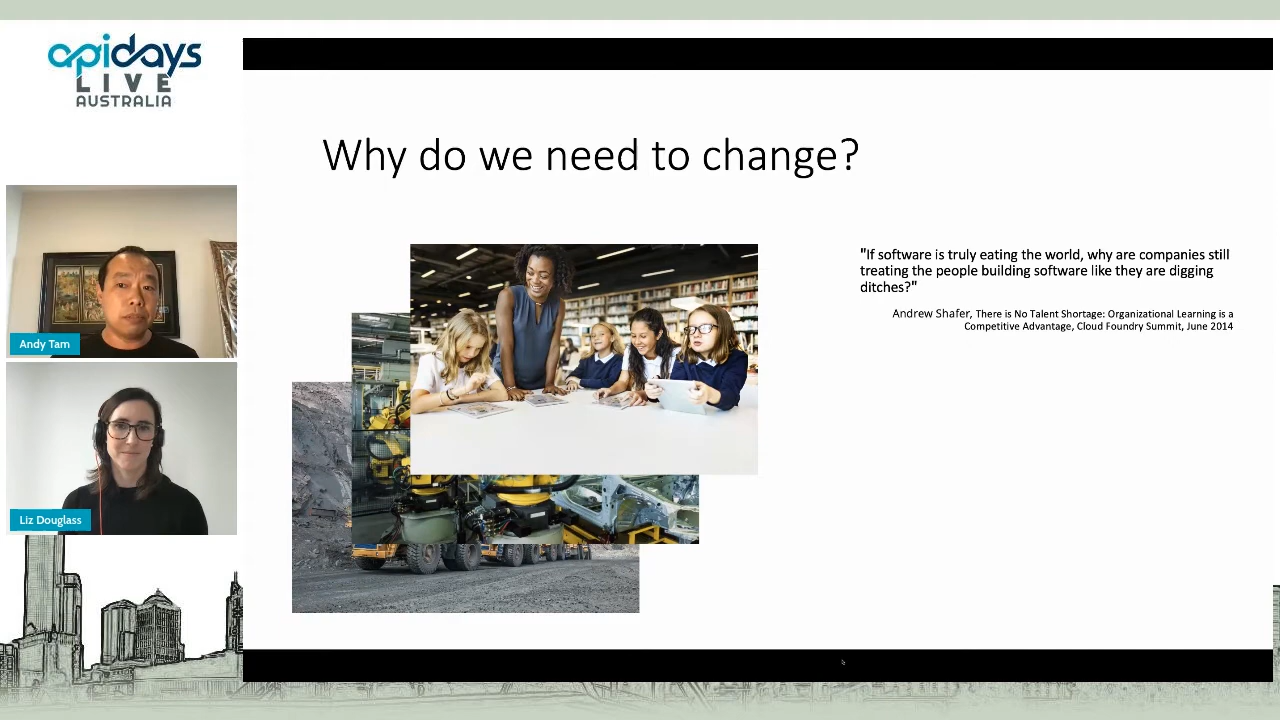 apidays
LIVE
AUSTRALIA
Why do we need to change?
"If software is truly eating the world, why are companies still
treating the people building software like they are digging
ditches?"
Andrew Shafer, There is No Talent Shortage: Organizational Learning is a
Competitive Advantage, Cloud Foundry Summit, June 2014
Andy Tam
Liz Douglass